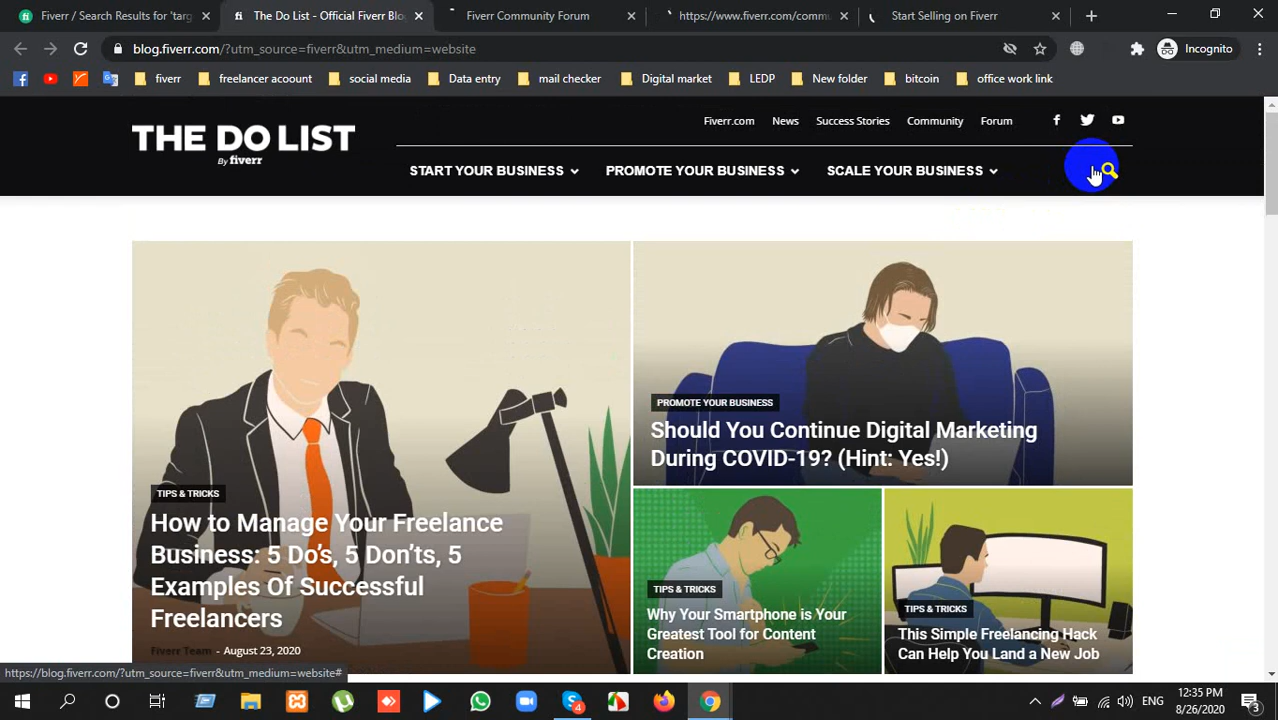 Fiverr / Search Results for 'targ
The Do List - Official Fiverr Blo
Fiverr Community Forum
https://www.fiverr.com/commu
Start Selling on Fiverr
blog.fiverr.com/?utm_source=fiverr&utm_medium=website
Incognito
fiverr
freelancer acoount
social media
Data entry
mail checker
Digital market
LEDP
New folder
bitcoin
office work link
THE DO LIST
By fiverr
Fiverr.com
News
Success Stories
Community
Forum
START YOUR BUSINESS
PROMOTE YOUR BUSINESS
SCALE YOUR BUSINESS
TIPS & TRICKS
How to Manage Your Freelance
Business: 5 Do's, 5 Don'ts, 5
Examples Of Successful
Freelancers
Fiverr Team - August 23, 2020
PROMOTE YOUR BUSINESS
Should You Continue Digital Marketing
During COVID-19? (Hint: Yes!)
TIPS & TRICKS
Why Your Smartphone is Your
Greatest Tool for Content
Creation
TIPS & TRICKS
This Simple Freelancing Hack
Can Help You Land a New Job
https://blog.fiverr.com/?utm_source=fiverr&utm_medium=website#
4
ENG
12:35 PM
8/26/2020
3